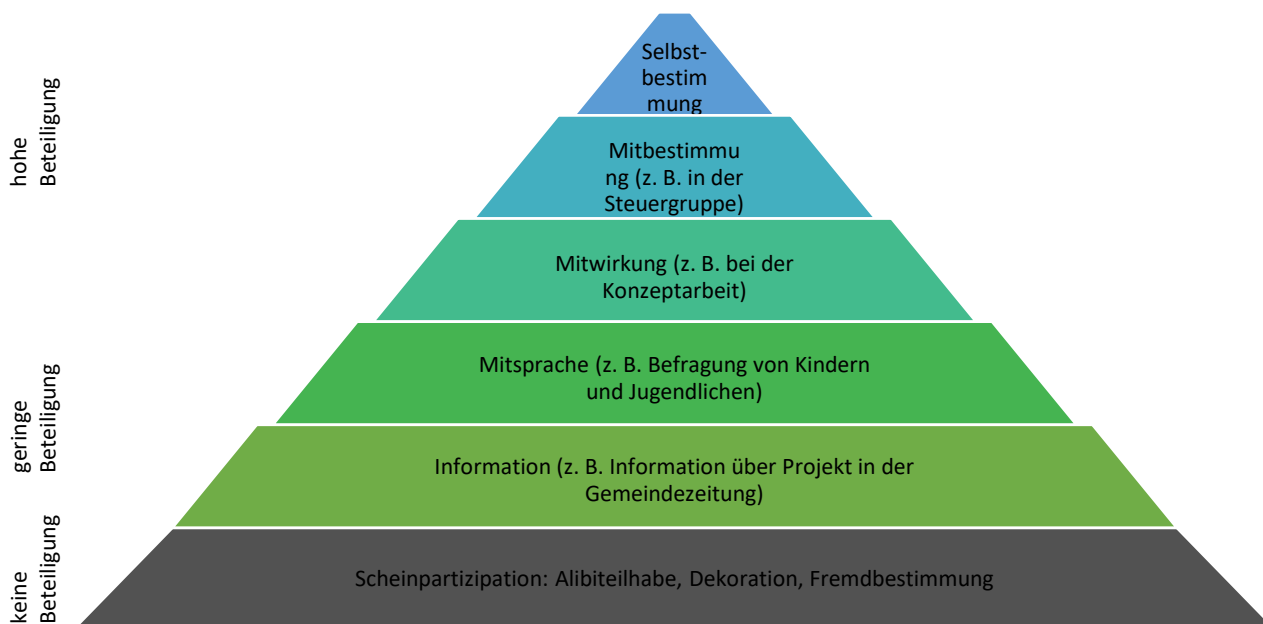 Selbst-
bestim
mung
hohe
Beteiligung
Mitbestimmu
ng (z. B. in der
Steuergruppe)
Mitwirkung (z. B. bei der
Konzeptarbeit)
Mitsprache (z. B. Befragung von Kindern
und Jugendlichen)
geringe
Beteiligung
Information (z. B. Information über Projekt in der
Gemeindezeitung)
keine
Beteiligung
Scheinpartizipation: Alibiteilhabe, Dekoration, Fremdbestimmung